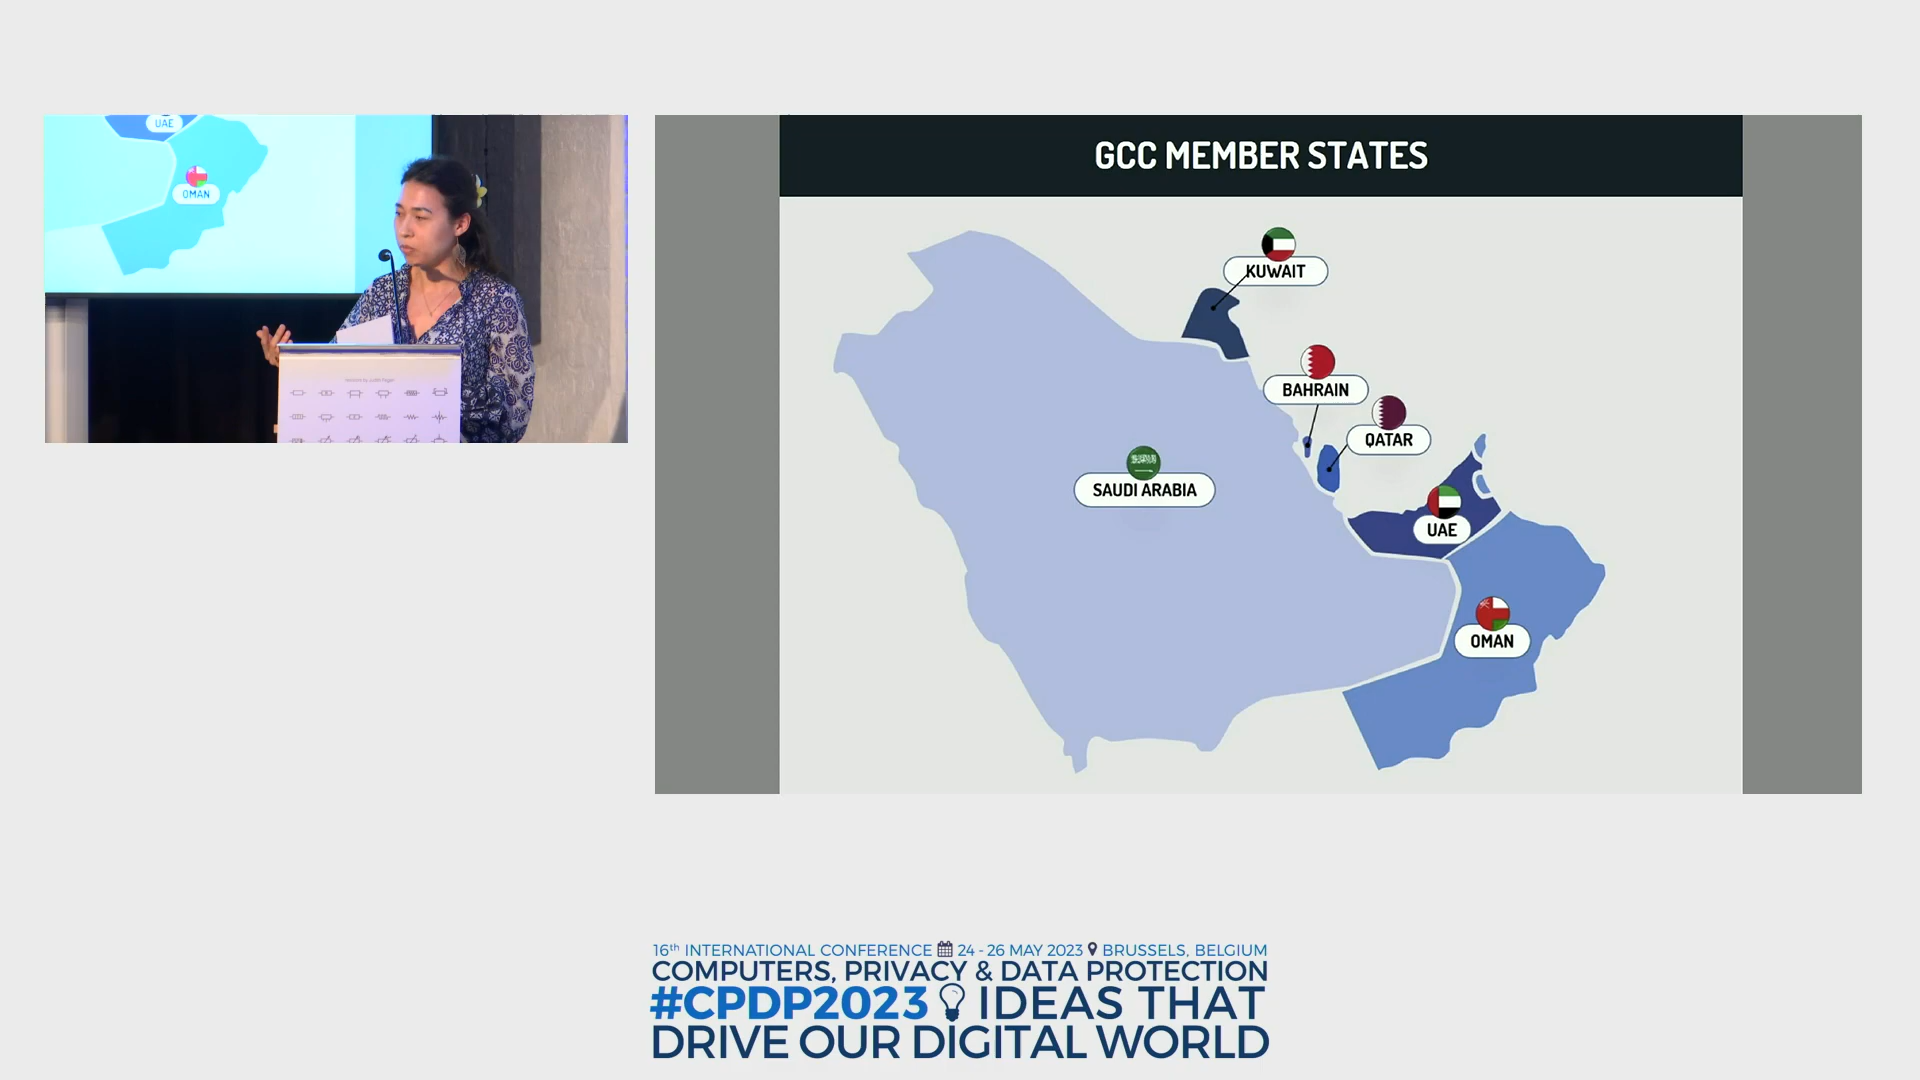 UAE
OMAN
GCC MEMBER STATES
KUWAIT
BAHRAIN
QATAR
SAUDI ARABIA
UAE
OMAN
16th INTERNATIONAL CONFERENCE 24 - 26 MAY 2023 BRUSSELS, BELGIUM
COMPUTERS, PRIVACY & DATA PROTECTION
#CPDP2023 IDEAS THAT
DRIVE OUR DIGITAL WORLD